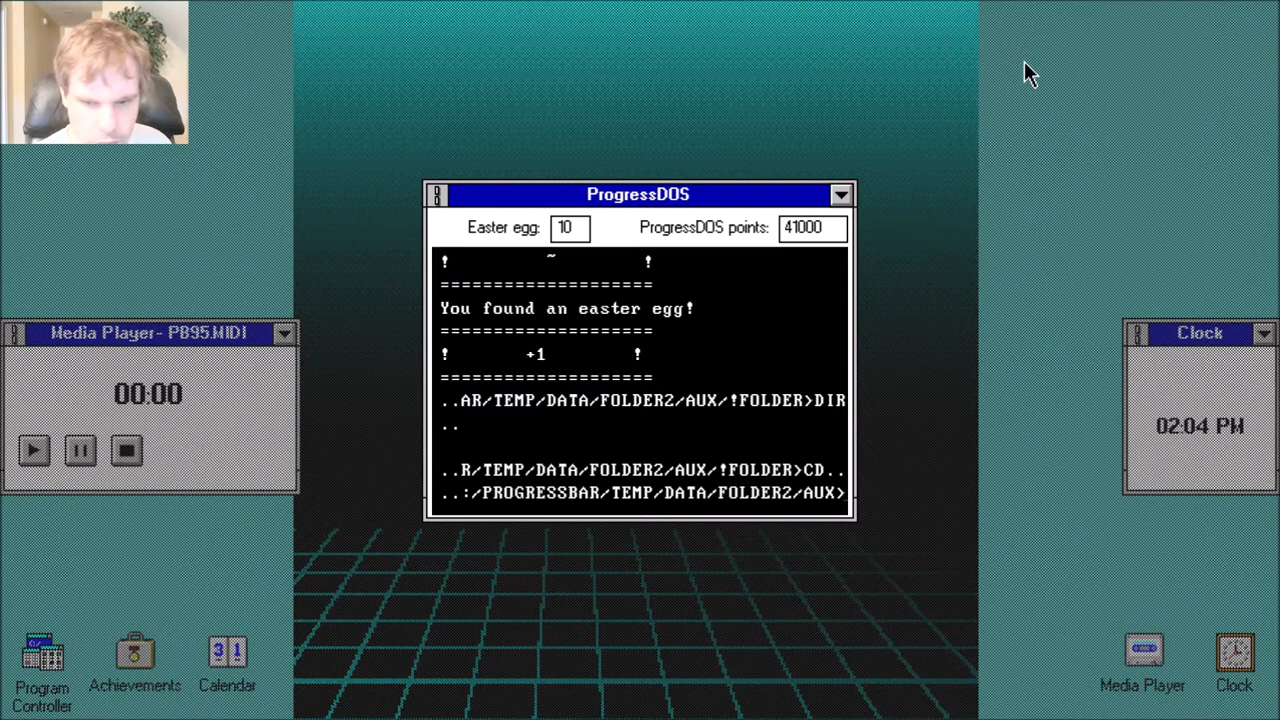 ProgressDOS
Easter egg: 10 ProgressDOS points: 41000
! ~ !
====================
You found an easter egg!
====================
! +1 !
====================
..AR/TEMP/DATA/FOLDER2/AUX/!FOLDER>DIR
..
..R/TEMP/DATA/FOLDER2/AUX/!FOLDER>CD..
..:/PROGRESSBAR/TEMP/DATA/FOLDER2/AUX>
Media Player- PB95.MIDI
00:00
Clock
02:04 PM
Program
Controller
Achievements
31
Calendar
Media Player
Clock